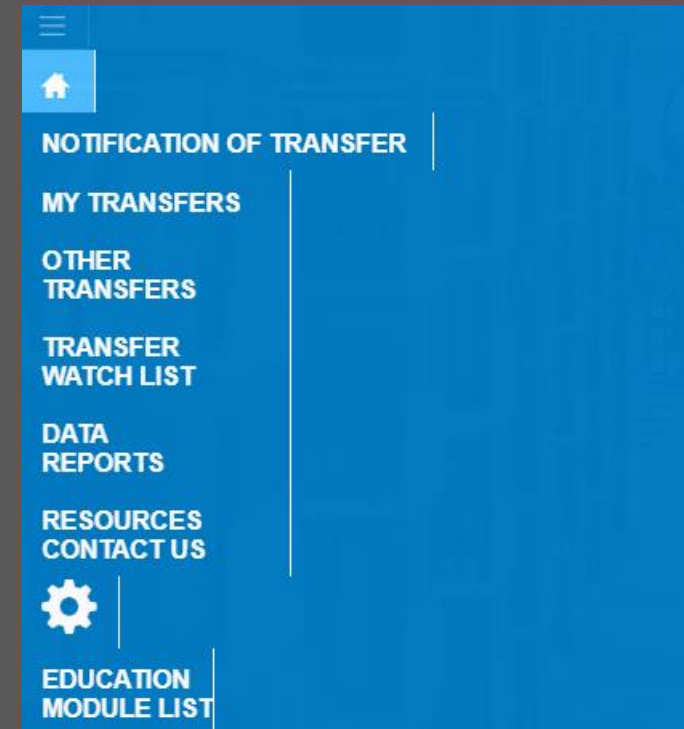 NOTIFICATION OF TRANSFER
MY TRANSFERS
OTHER
TRANSFERS
TRANSFER
WATCH LIST
DATA
REPORTS
RESOURCES
CONTACT US
EDUCATION
MODULE LIST